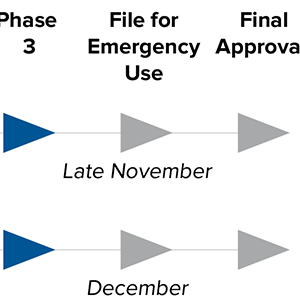 Phase File for Final
3 Emergency Approva
Use
Late November
December